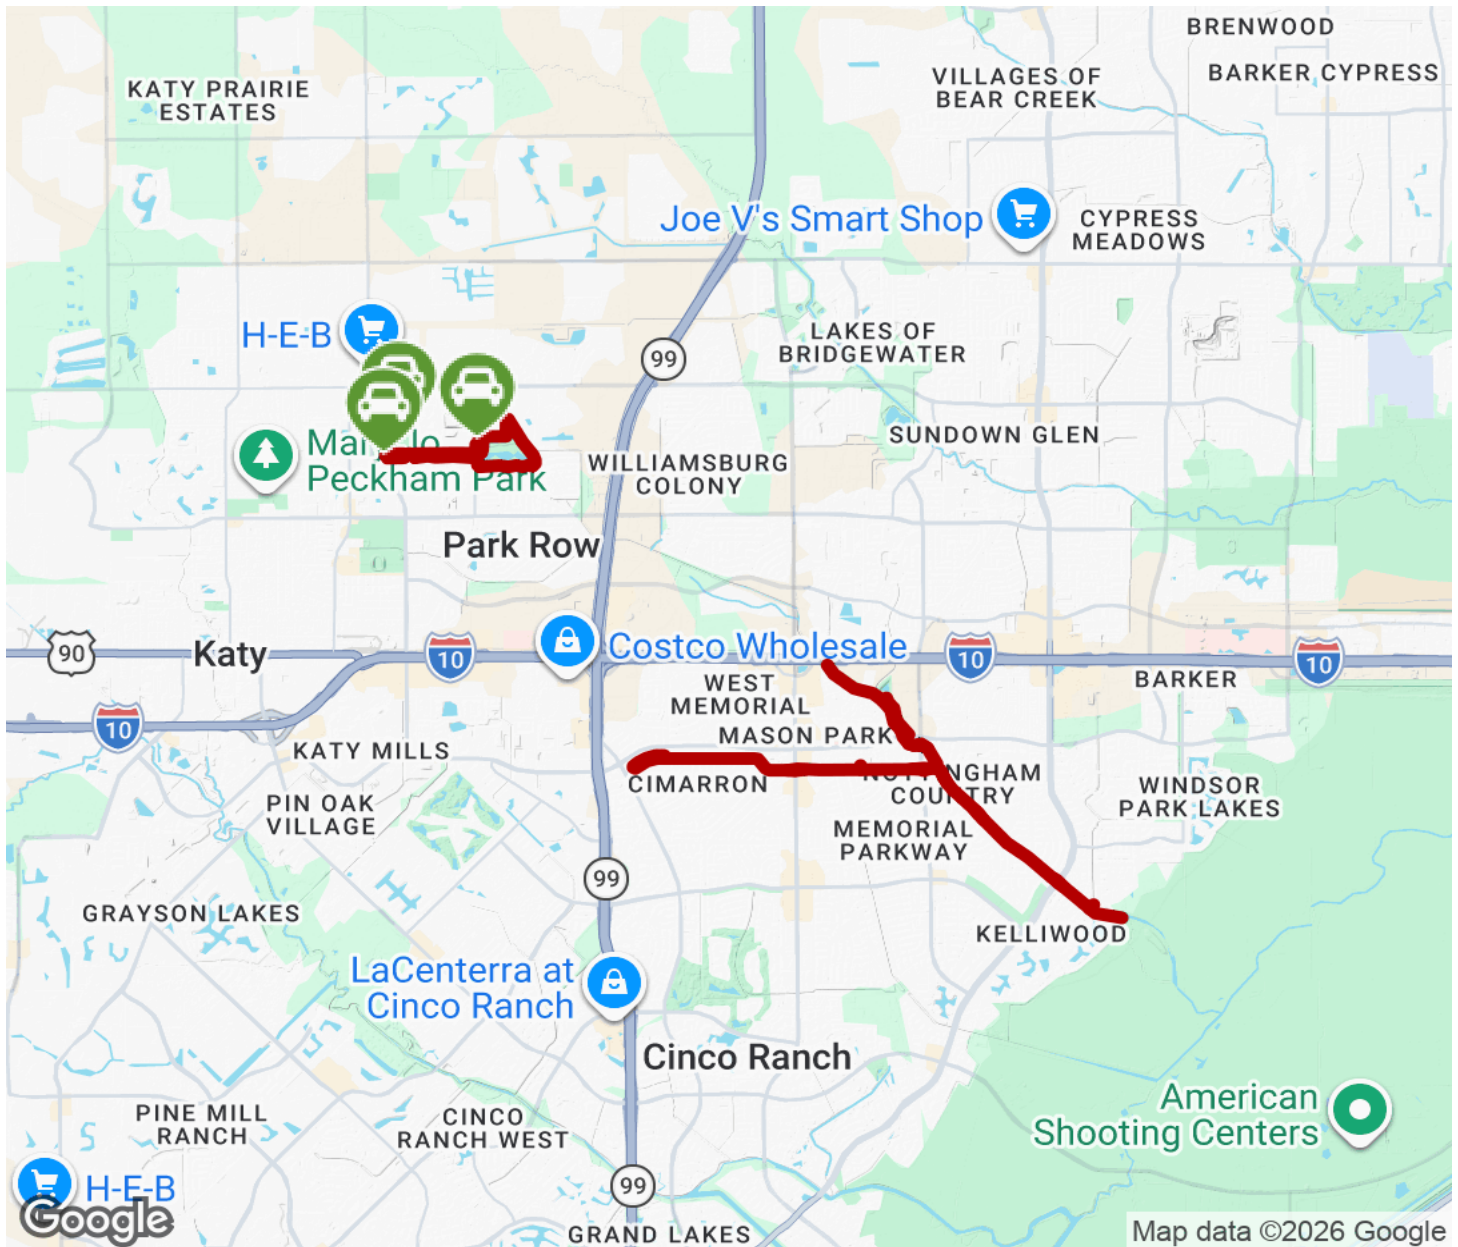 BRENWOOD
KATY PRAIRIE
ESTATES
VILLAGES OF
BEAR CREEK
BARKER CYPRESS
Joe V's Smart Shop
CYPRESS
MEADOWS
H-E-B
LAKES OF
BRIDGEWATER
99
Peckham Park
WILLIAMSBURG
COLONY
SUNDOWN GLEN
Park Row
90
Katy
10
Costco Wholesale
10
10
BARKER
10
WEST
MEMORIAL
MASON PARK
KATY MILLS
CIMARRON
NOTTINGHAM
COUNTRY
WINDSOR
PARK LAKES
PIN OAK
VILLAGE
MEMORIAL
PARKWAY
99
GRAYSON LAKES
KELLIWOOD
LaCenterra at
Cinco Ranch
Cinco Ranch
PINE MILL
RANCH
CINCO
RANCH WEST
American
Shooting Centers
H-E-B
99
Google
GRAND LAKES
Map data ©2026 Google